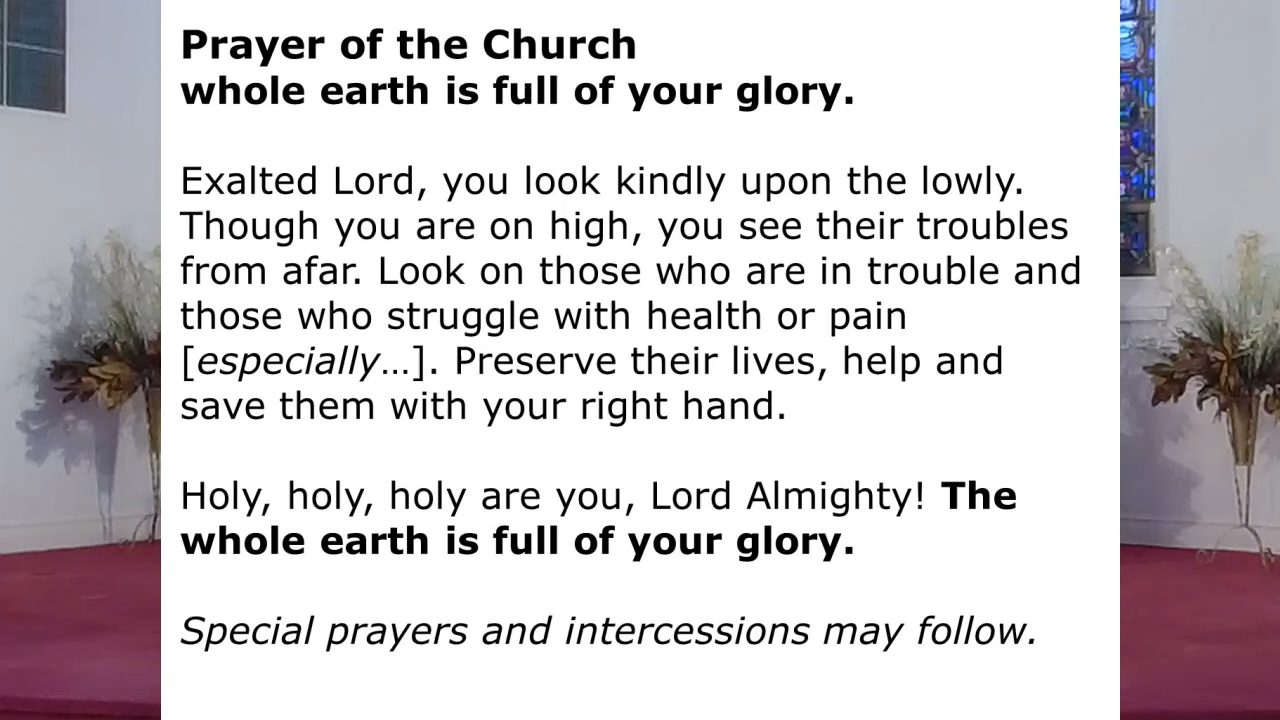 Prayer of the Church
whole earth is full of your glory.
Exalted Lord, you look kindly upon the lowly.
Though you are on high, you see their troubles
from afar. Look on those who are in trouble and
those who struggle with health or pain
[especially…]. Preserve their lives, help and
save them with your right hand.
Holy, holy, holy are you, Lord Almighty! The
whole earth is full of your glory.
Special prayers and intercessions may follow.